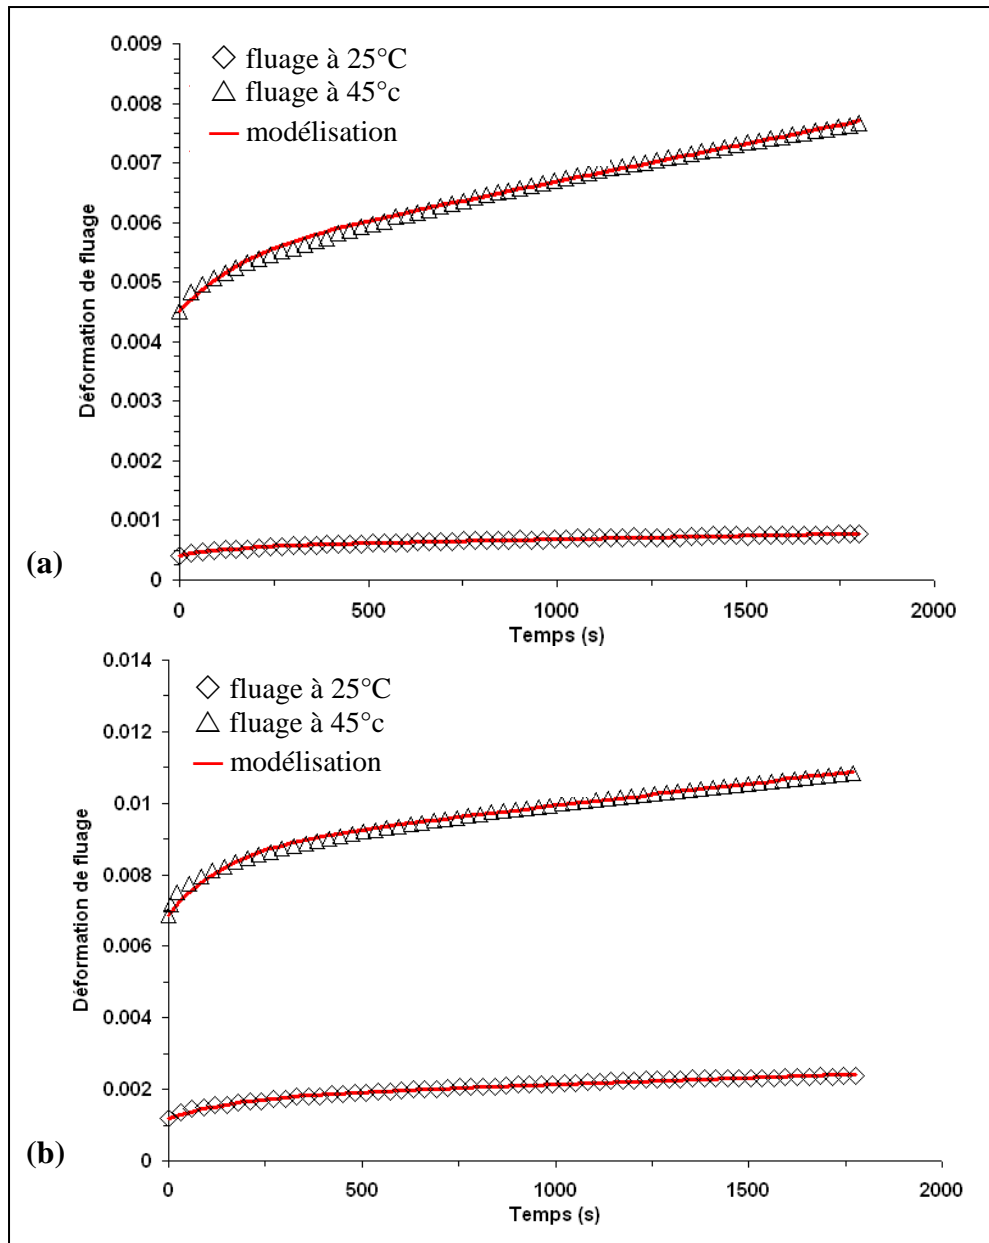 0.009
fluage à 25°C
0.008
fluage à 45°c
modélisation
0.007
0.006
0.005
0.004
0.003
0.002
0.001
0
Déformation de fluage
(a)
0 500 1000 1500 2000
Temps (s)
0.014
fluage à 25°C
0.012
fluage à 45°c
modélisation
0.01
0.008
0.006
0.004
0.002
0
Déformation de fluage
(b)
0 500 1000 1500 2000
Temps (s)